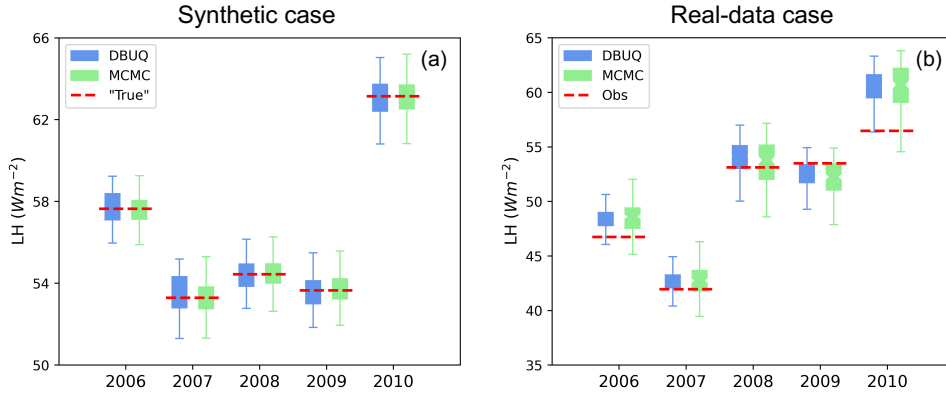 Synthetic case
Real-data case
66
62
58
54
50
LH (Wm⁻²)
DBUQ
MCMC
"True"
(a)
2006 2007 2008 2009 2010
65
60
55
50
45
40
35
LH (Wm⁻²)
DBUQ
MCMC
Obs
(b)
2006 2007 2008 2009 2010